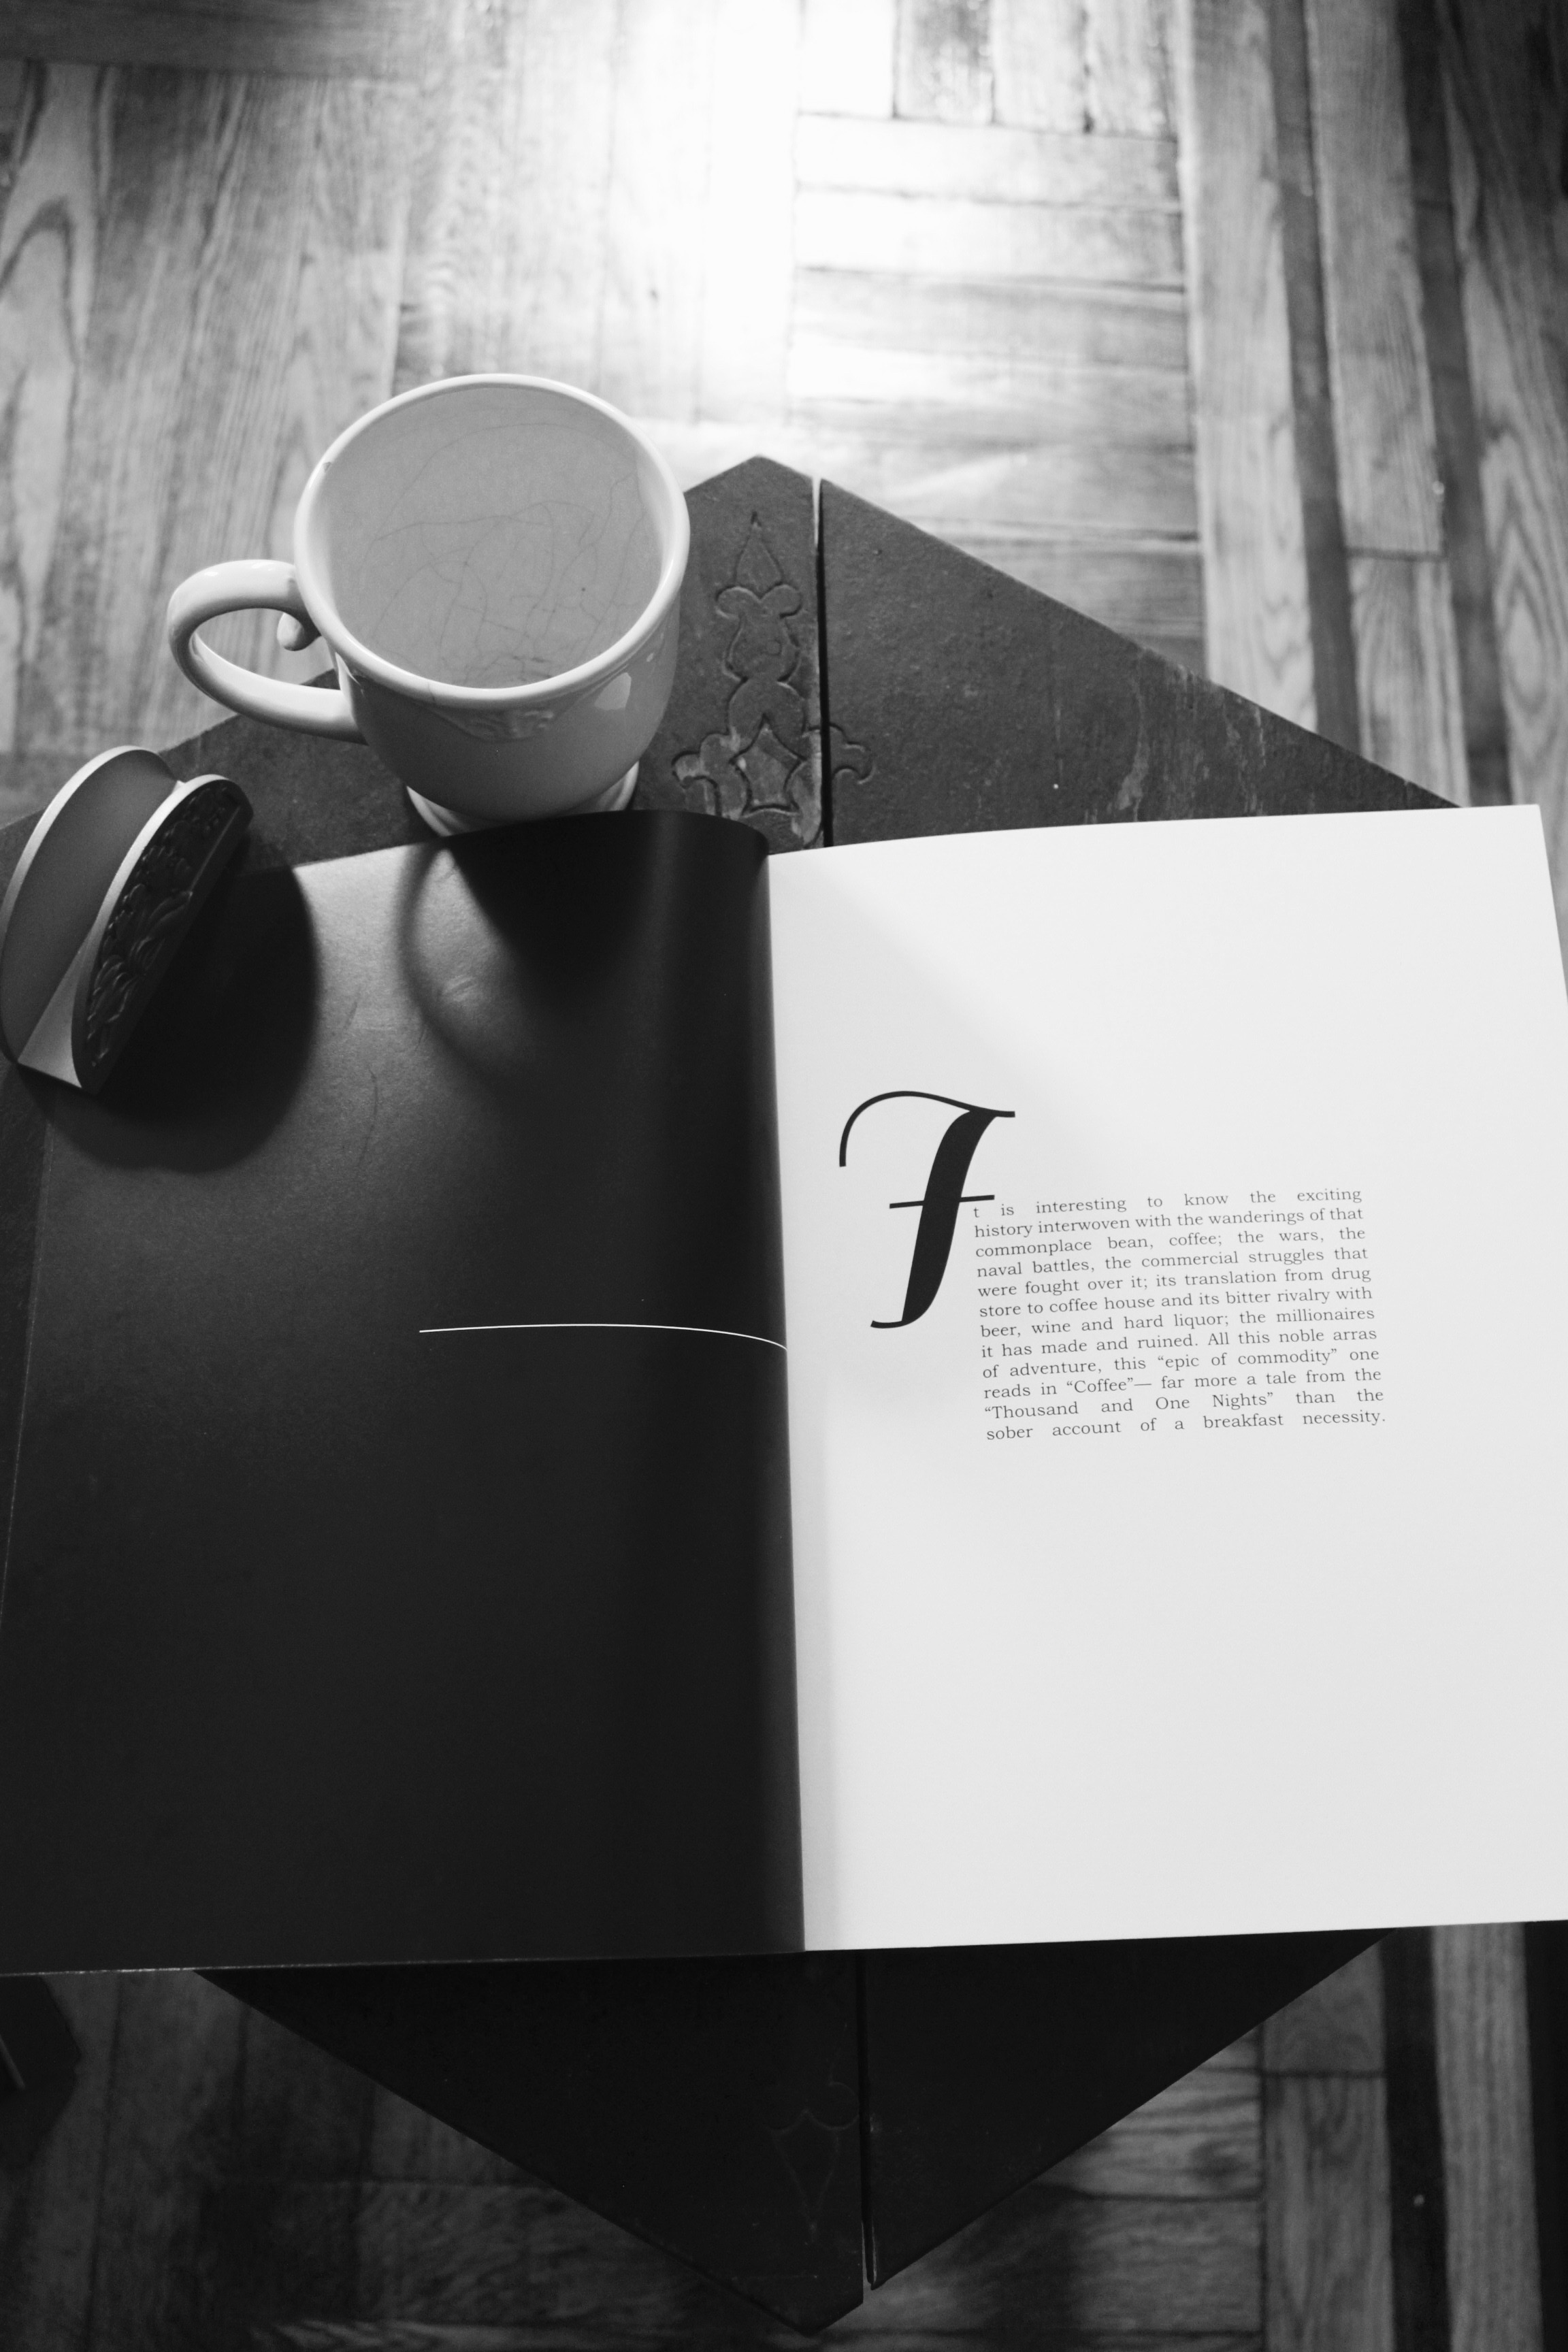 It is interesting to know the exciting
history interwoven with the wanderings of that
commonplace bean, coffee; the wars, the
naval battles, the commercial struggles that
were fought over it; its translation from drug
store to coffee house and its bitter rivalry with
beer, wine and hard liquor; the millionaires
it has made and ruined. All this noble arras
of adventure, this “epic of commodity” one
reads in “Coffee”— far more a tale from the
“Thousand and One Nights” than the
sober account of a breakfast necessity.